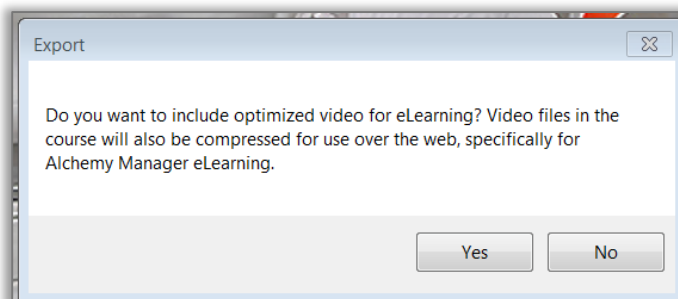 Export
Do you want to include optimized video for eLearning? Video files in the
course will also be compressed for use over the web, specifically for
Alchemy Manager eLearning.
Yes No